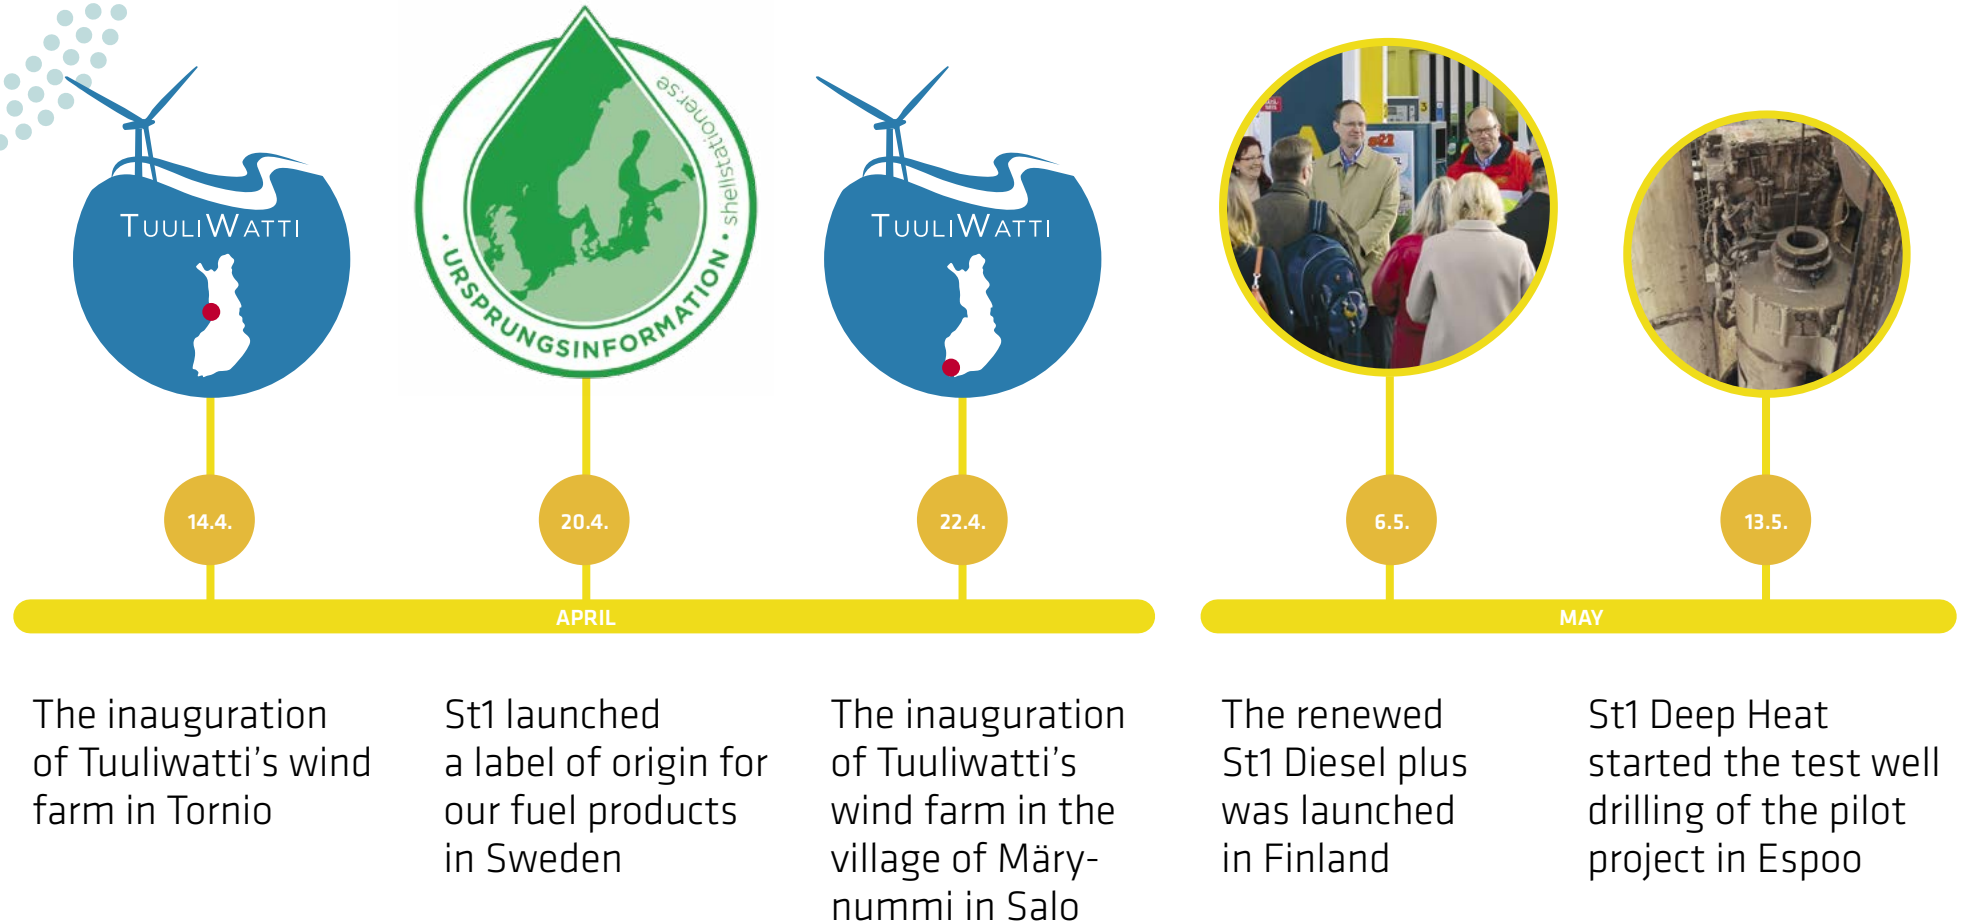 TUULIWATTI
shellstationer.se
• URSPRUNGSINFORMATION •
TUULIWATTI
st1
3
14.4.
20.4.
22.4.
6.5.
13.5.
APRIL
MAY
The inauguration
of Tuuliwatti's wind
farm in Tornio
St1 launched
a label of origin for
our fuel products
in Sweden
The inauguration
of Tuuliwatti's
wind farm in the
village of Märy-
nummi in Salo
The renewed
St1 Diesel plus
was launched
in Finland
St1 Deep Heat
started the test well
drilling of the pilot
project in Espoo